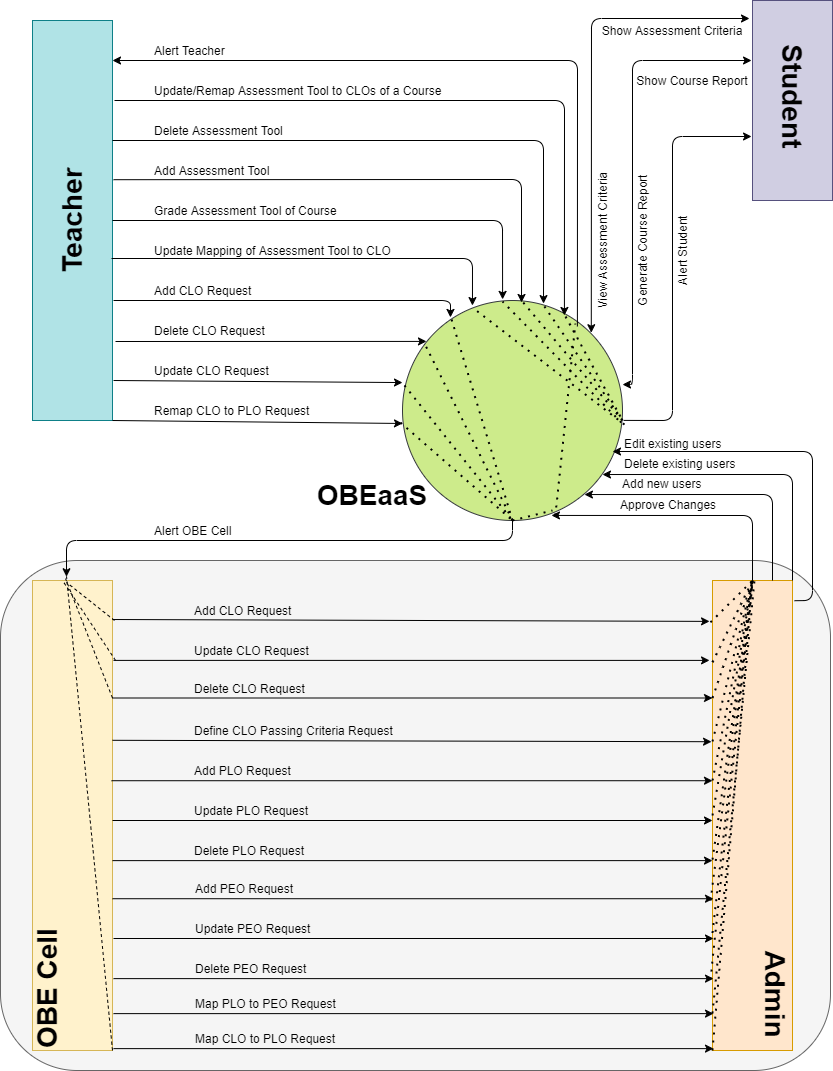 Teacher
Alert Teacher
Update/Remap Assessment Tool to CLOs of a Course
Delete Assessment Tool
Add Assessment Tool
Grade Assessment Tool of Course
Update Mapping of Assessment Tool to CLO
Add CLO Request
Delete CLO Request
Update CLO Request
Remap CLO to PLO Request
Show Assessment Criteria
Show Course Report
Student
View Assessment Criteria
Generate Course Report
Alert Student
OBEaaS
Edit existing users
Delete existing users
Add new users
Approve Changes
Alert OBE Cell
Add CLO Request
Update CLO Request
Delete CLO Request
Define CLO Passing Criteria Request
Add PLO Request
Update PLO Request
Delete PLO Request
Add PEO Request
Update PEO Request
Delete PEO Request
Map PLO to PEO Request
Map CLO to PLO Request
OBE Cell
Admin